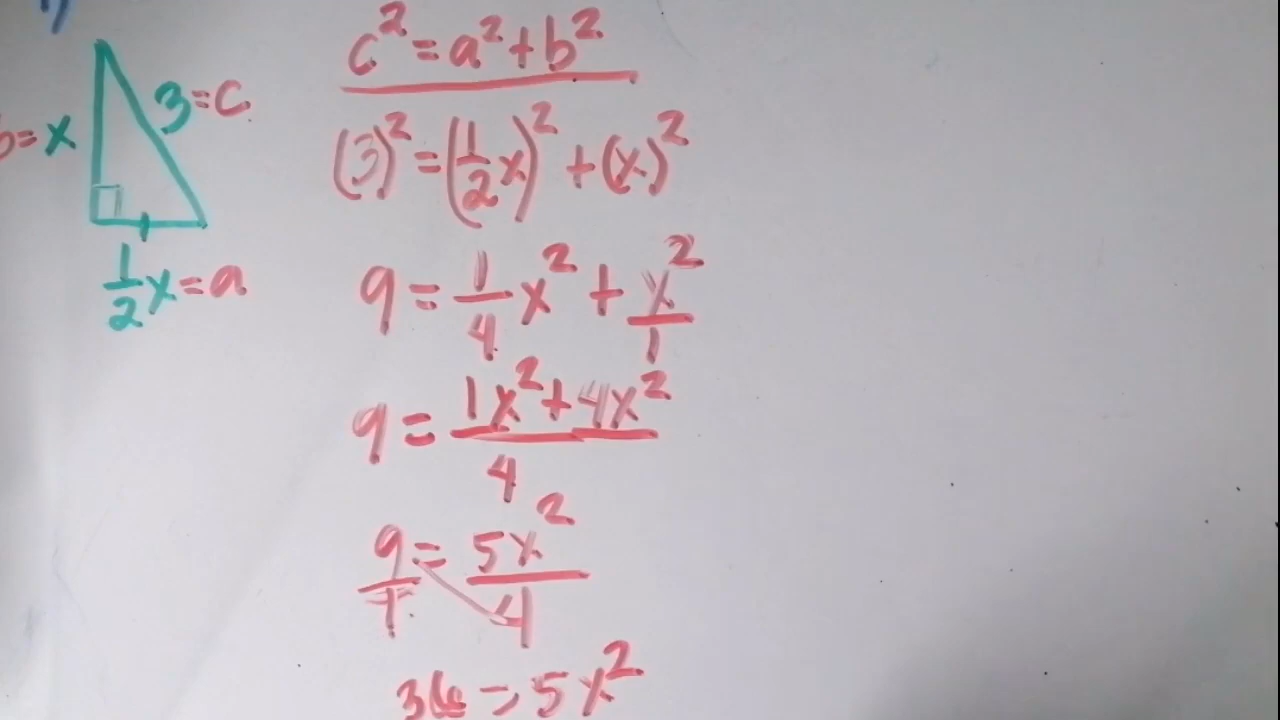 1)
b= x
3=c
½x=a
c²=a²+b²
(3)²=(½x)²+(x)²
9=¼x²+x²/1
9=(1x²+4x²)/4
9/1=5x²/4
36=5x²